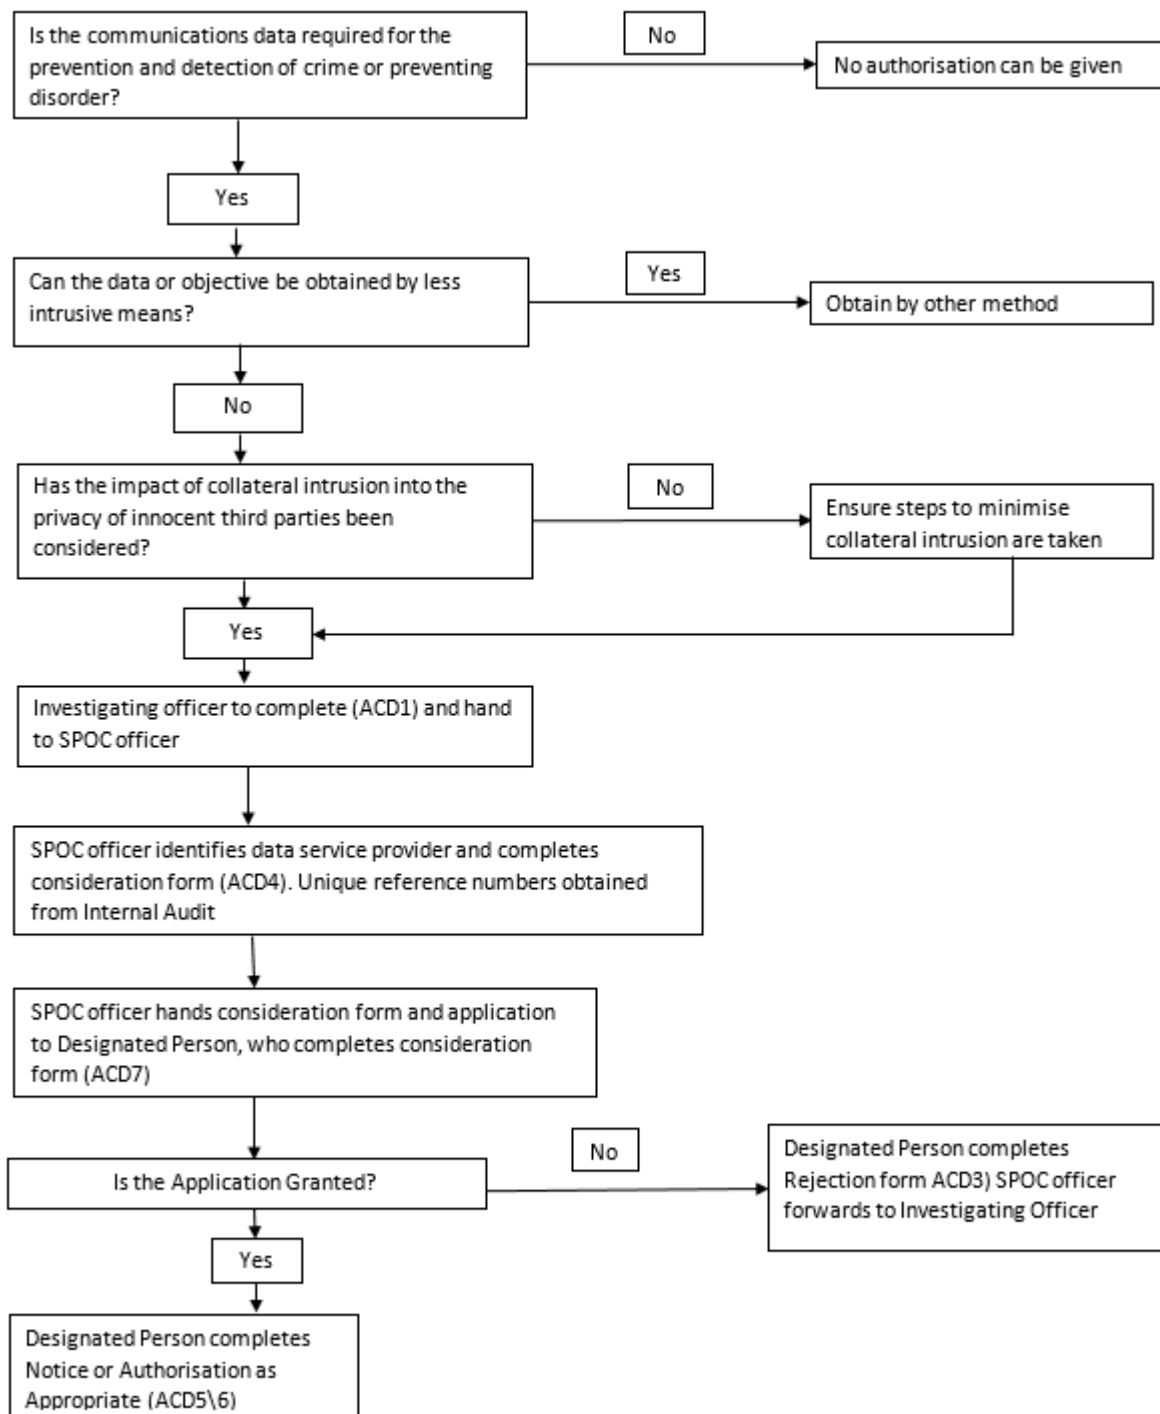 Is the communications data required for the
prevention and detection of crime or preventing
disorder?
No
No authorisation can be given
Yes
Can the data or objective be obtained by less
intrusive means?
Yes
Obtain by other method
No
Has the impact of collateral intrusion into the
privacy of innocent third parties been
considered?
No
Ensure steps to minimise
collateral intrusion are taken
Yes
Investigating officer to complete (ACD1) and hand
to SPOC officer
SPOC officer identifies data service provider and completes
consideration form (ACD4). Unique reference numbers obtained
from Internal Audit
SPOC officer hands consideration form and application
to Designated Person, who completes consideration
form (ACD7)
Is the Application Granted?
No
Designated Person completes
Rejection form ACD3) SPOC officer
forwards to Investigating Officer
Yes
Designated Person completes
Notice or Authorisation as
Appropriate (ACD5\6)